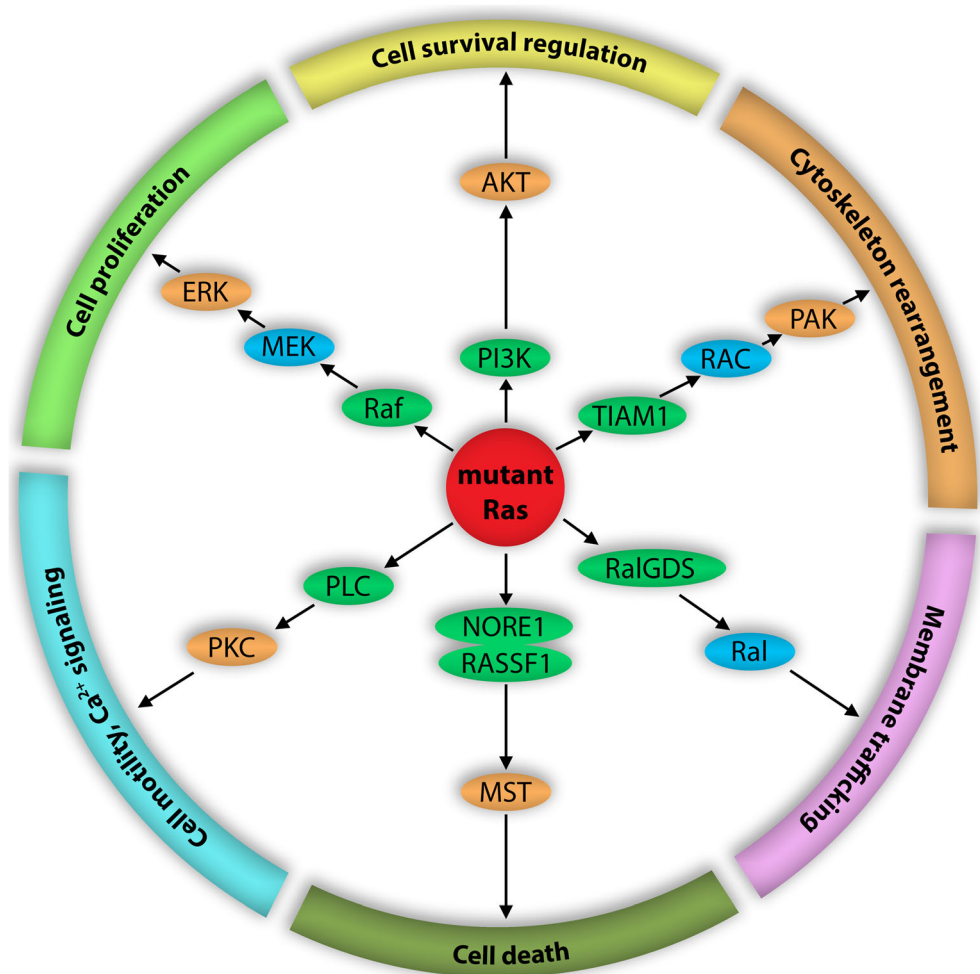 Cell survival regulation
Cytoskeleton rearrangement
Membrane trafficking
Cell death
Cell motility, Ca²⁺ signaling
Cell proliferation
AKT
PI3K
ERK
MEK
Raf
PAK
RAC
TIAM1
mutant
Ras
PLC
PKC
NORE1
RASSF1
MST
RalGDS
Ral